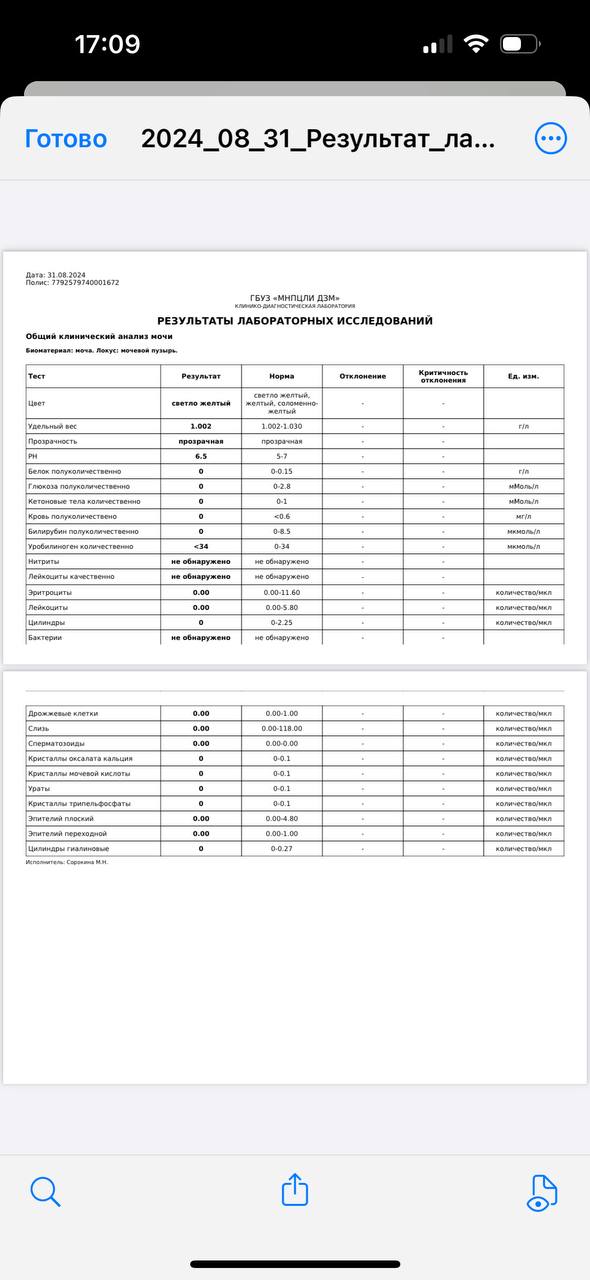 17:09
Готово 2024_08_31_Результат_ла...
Дата: 31.08.2024
Полис: 7792579740001672
ГБУЗ «МНПЦЛИ ДЗМ»
КЛИНИКО-ДИАГНОСТИЧЕСКАЯ ЛАБОРАТОРИЯ
РЕЗУЛЬТАТЫ ЛАБОРАТОРНЫХ ИССЛЕДОВАНИЙ
Общий клинический анализ мочи
Биоматериал: моча. Локус: мочевой пузырь.
Тест Результат Норма Отклонение Критичность отклонения Ед. изм.
Цвет светло желтый светло желтый, желтый, соломенно-желтый - -
Удельный вес 1.002 1.002-1.030 - - г/л
Прозрачность прозрачная прозрачная - -
PH 6.5 5-7 - -
Белок полуколичественно 0 0-0.15 - - г/л
Глюкоза полуколичественно 0 0-2.8 - - мМоль/л
Кетоновые тела количественно 0 0-1 - - мМоль/л
Кровь полуколичествено 0 <0.6 - - мг/л
Билирубин полуколичественно 0 0-8.5 - - мкмоль/л
Уробилиноген количественно <34 0-34 - - мкмоль/л
Нитриты не обнаружено не обнаружено - -
Лейкоциты качественно не обнаружено не обнаружено - -
Эритроциты 0.00 0.00-11.60 - - количество/мкл
Лейкоциты 0.00 0.00-5.80 - - количество/мкл
Цилиндры 0 0-2.25 - - количество/мкл
Бактерии не обнаружено не обнаружено - -
Дрожжевые клетки 0.00 0.00-1.00 - - количество/мкл
Слизь 0.00 0.00-118.00 - - количество/мкл
Сперматозоиды 0.00 0.00-0.00 - - количество/мкл
Кристаллы оксалата кальция 0 0-0.1 - - количество/мкл
Кристаллы мочевой кислоты 0 0-0.1 - - количество/мкл
Ураты 0 0-0.1 - - количество/мкл
Кристаллы трипельфосфаты 0 0-0.1 - - количество/мкл
Эпителий плоский 0.00 0.00-4.80 - - количество/мкл
Эпителий переходной 0.00 0.00-1.00 - - количество/мкл
Цилиндры гиалиновые 0 0-0.27 - - количество/мкл
Исполнитель: Сорокина М.Н.